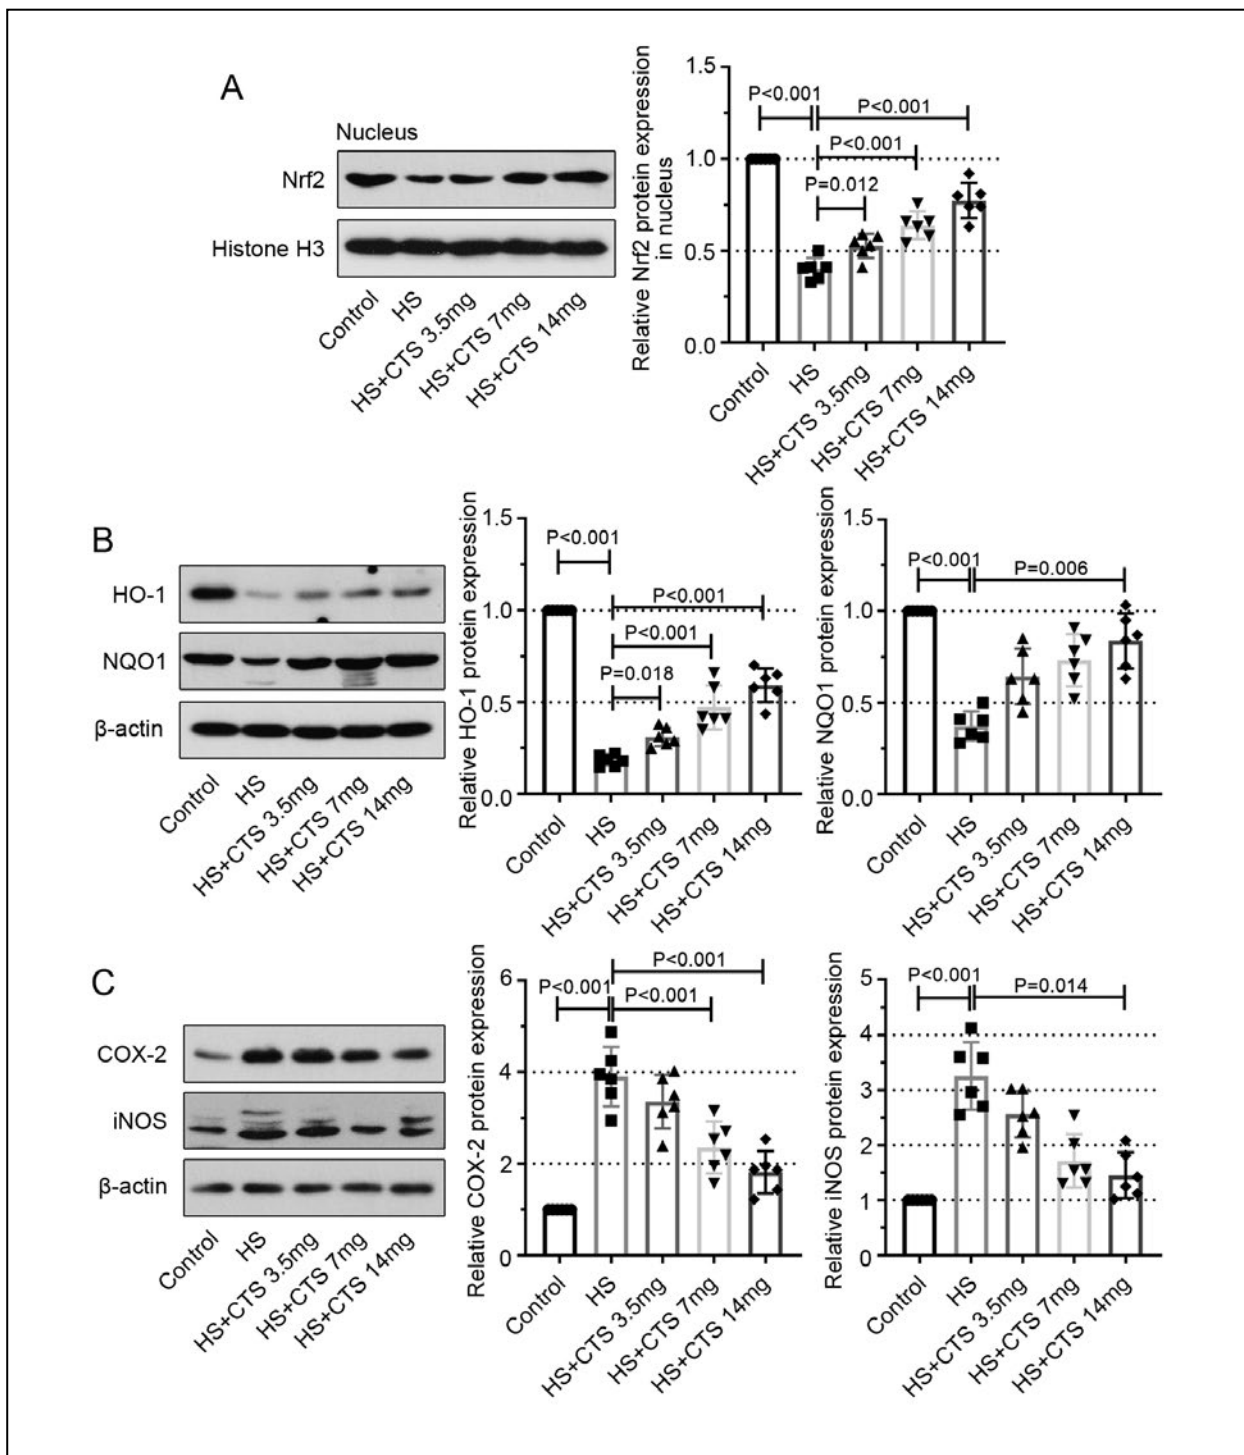 A
Nucleus
Nrf2
Histone H3
Control
HS
HS+CTS 3.5mg
HS+CTS 7mg
HS+CTS 14mg
Relative Nrf2 protein expression
in nucleus
1.5
1.0
0.5
0.0
P<0.001
P<0.001
P<0.001
P=0.012
Control
HS
HS+CTS 3.5mg
HS+CTS 7mg
HS+CTS 14mg
B
HO-1
NQO1
β-actin
Control
HS
HS+CTS 3.5mg
HS+CTS 7mg
HS+CTS 14mg
Relative HO-1 protein expression
1.5
1.0
0.5
0.0
P<0.001
P<0.001
P<0.001
P=0.018
Control
HS
HS+CTS 3.5mg
HS+CTS 7mg
HS+CTS 14mg
Relative NQO1 protein expression
1.5
1.0
0.5
0.0
P<0.001
P=0.006
Control
HS
HS+CTS 3.5mg
HS+CTS 7mg
HS+CTS 14mg
C
COX-2
iNOS
β-actin
Control
HS
HS+CTS 3.5mg
HS+CTS 7mg
HS+CTS 14mg
Relative COX-2 protein expression
6
4
2
0
P<0.001
P<0.001
P<0.001
Control
HS
HS+CTS 3.5mg
HS+CTS 7mg
HS+CTS 14mg
Relative iNOS protein expression
5
4
3
2
1
0
P<0.001
P=0.014
Control
HS
HS+CTS 3.5mg
HS+CTS 7mg
HS+CTS 14mg